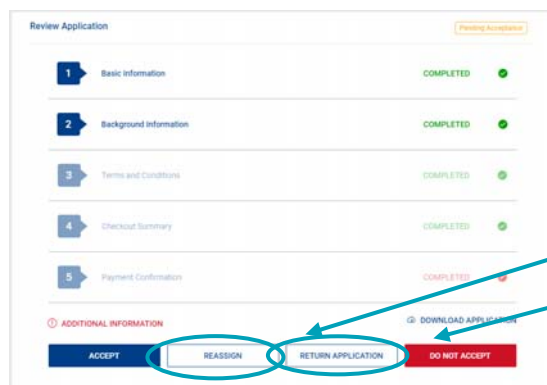 Review Application
Pending Acceptance
1 Basic Information COMPLETED
2 Background Information COMPLETED
3 Terms and Conditions COMPLETED
4 Checkout Summary COMPLETED
5 Payment Confirmation COMPLETED
ADDITIONAL INFORMATION DOWNLOAD APPLICATION
ACCEPT REASSIGN RETURN APPLICATION DO NOT ACCEPT